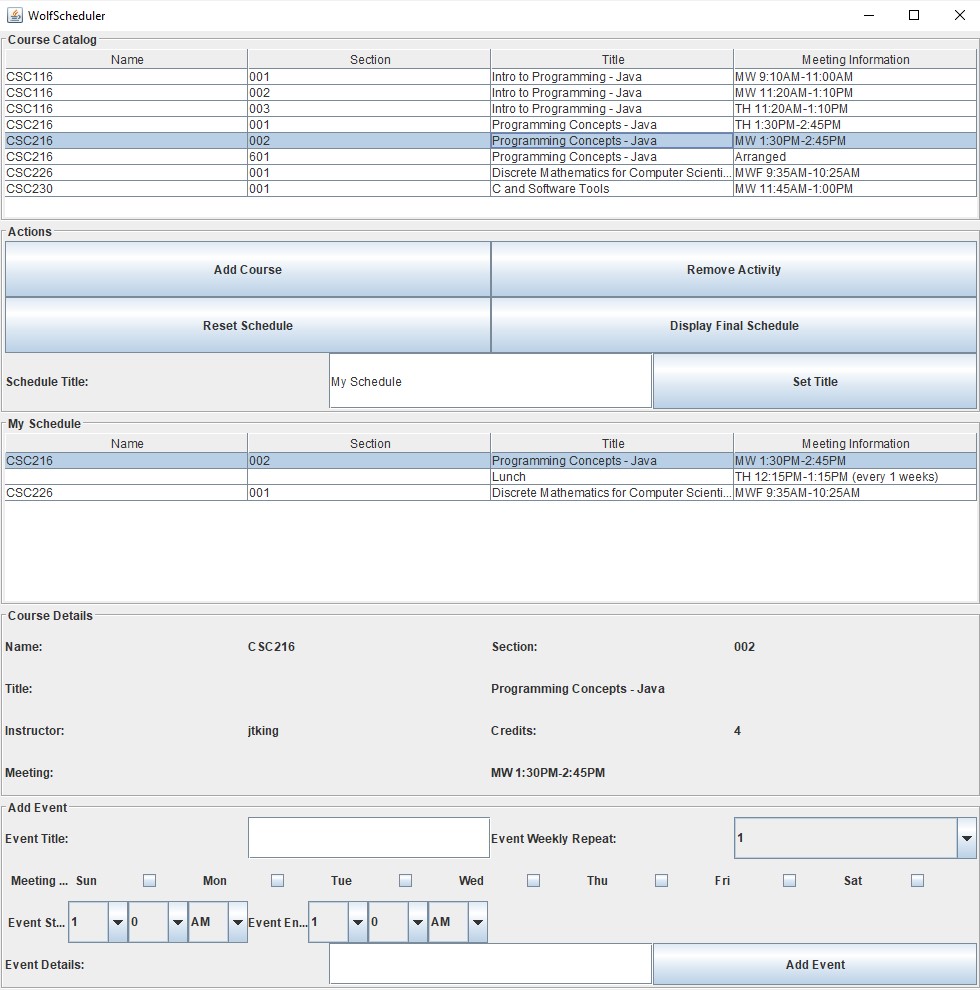 WolfScheduler
Course Catalog
Name Section Title Meeting Information
CSC116 001 Intro to Programming - Java MW 9:10AM-11:00AM
CSC116 002 Intro to Programming - Java MW 11:20AM-1:10PM
CSC116 003 Intro to Programming - Java TH 11:20AM-1:10PM
CSC216 001 Programming Concepts - Java TH 1:30PM-2:45PM
CSC216 002 Programming Concepts - Java MW 1:30PM-2:45PM
CSC216 601 Programming Concepts - Java Arranged
CSC226 001 Discrete Mathematics for Computer Scienti... MWF 9:35AM-10:25AM
CSC230 001 C and Software Tools MW 11:45AM-1:00PM
Actions
Add Course Remove Activity
Reset Schedule Display Final Schedule
Schedule Title: My Schedule Set Title
My Schedule
Name Section Title Meeting Information
CSC216 002 Programming Concepts - Java MW 1:30PM-2:45PM
Lunch TH 12:15PM-1:15PM (every 1 weeks)
CSC226 001 Discrete Mathematics for Computer Scienti... MWF 9:35AM-10:25AM
Course Details
Name: CSC216 Section: 002
Title: Programming Concepts - Java
Instructor: jtking Credits: 4
Meeting: MW 1:30PM-2:45PM
Add Event
Event Title: Event Weekly Repeat: 1
Meeting ... Sun Mon Tue Wed Thu Fri Sat
Event St... 1 0 AM Event En... 1 0 AM
Event Details: Add Event